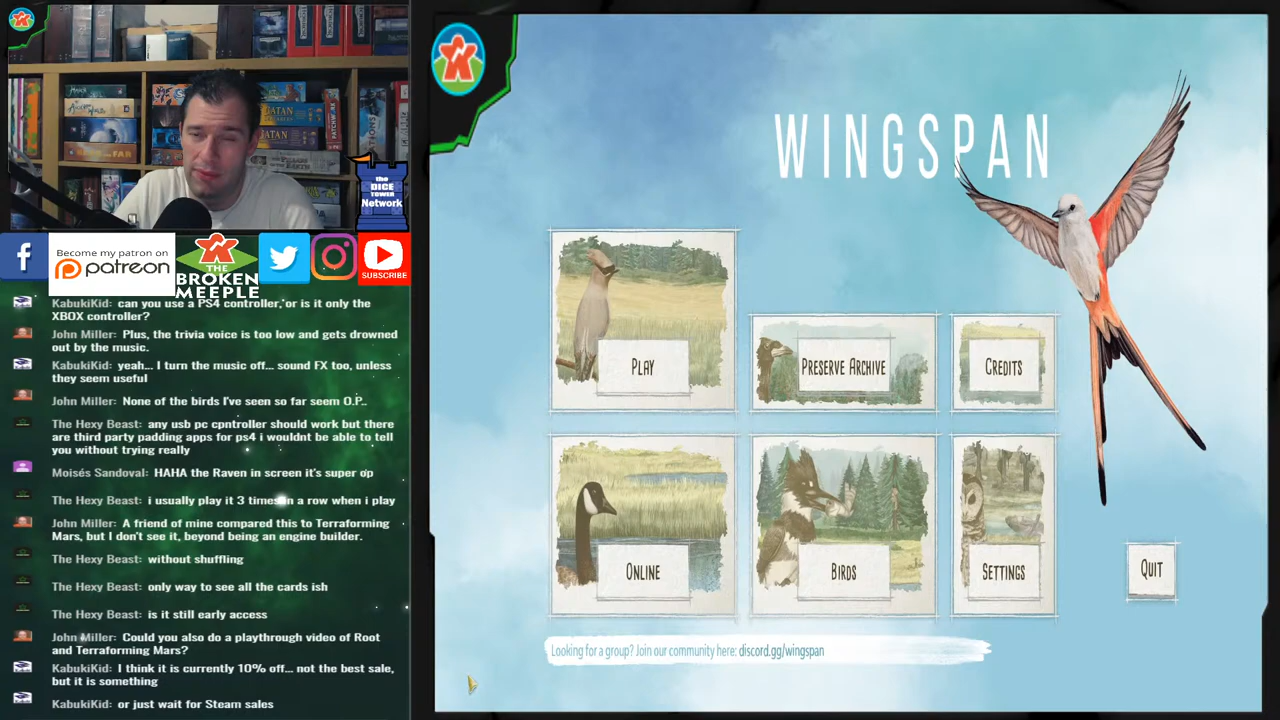 CATAN
CATAN
PATCHWORK
the
DICE
TOWER
Network
Become my patron on
patreon
THE
BROKEN
MEEPLE
SUBSCRIBE
KabukiKid: can you use a PS4 controller, or is it only the
XBOX controller?
John Miller: Plus, the trivia voice is too low and gets drowned
out by the music.
KabukiKid: yeah... I turn the music off... sound FX too, unless
they seem useful
John Miller: None of the birds I've seen so far seem O.P..
The Hexy Beast: any usb pc cpntroller should work but there
are third party padding apps for ps4 i wouldnt be able to tell
you without trying really
Moisés Sandoval: HAHA the Raven in screen it's super op
The Hexy Beast: i usually play it 3 times in a row when i play
John Miller: A friend of mine compared this to Terraforming
Mars, but I don't see it, beyond being an engine builder.
The Hexy Beast: without shuffling
The Hexy Beast: only way to see all the cards ish
The Hexy Beast: is it still early access
John Miller: Could you also do a playthrough video of Root
and Terraforming Mars?
KabukiKid: I think it is currently 10% off... not the best sale,
but it is something
KabukiKid: or just wait for Steam sales
WINGSPAN
PLAY
PRESERVE ARCHIVE
CREDITS
ONLINE
BIRDS
SETTINGS
QUIT
Looking for a group? Join our community here: discord.gg/wingspan